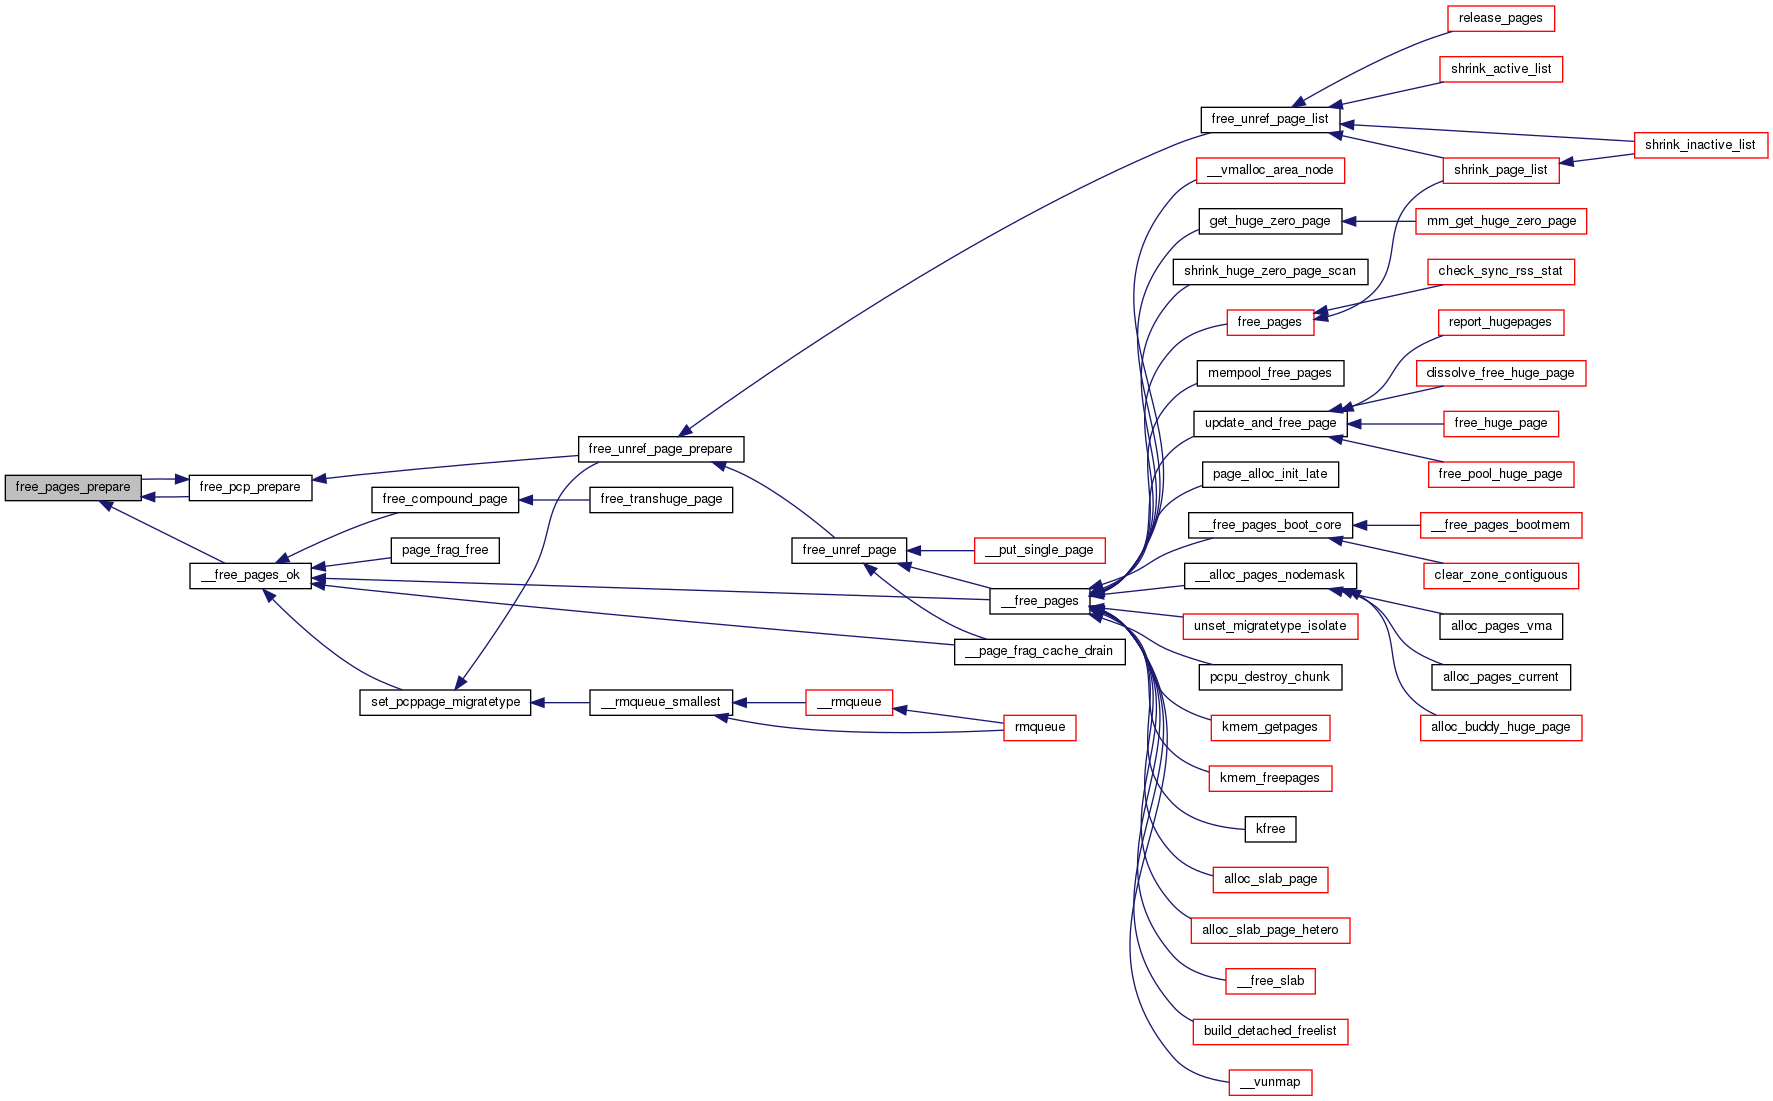 release_pages
shrink_active_list
free_unref_page_list
shrink_inactive_list
__vmalloc_area_node
shrink_page_list
get_huge_zero_page
mm_get_huge_zero_page
shrink_huge_zero_page_scan
check_sync_rss_stat
free_pages
report_hugepages
mempool_free_pages
dissolve_free_huge_page
update_and_free_page
free_huge_page
free_unref_page_prepare
page_alloc_init_late
free_pool_huge_page
free_pages_prepare
free_pcp_prepare
free_compound_page
free_transhuge_page
__free_pages_boot_core
__free_pages_bootmem
page_frag_free
free_unref_page
__put_single_page
__free_pages_ok
__alloc_pages_nodemask
clear_zone_contiguous
__free_pages
unset_migratetype_isolate
alloc_pages_vma
__page_frag_cache_drain
pcpu_destroy_chunk
alloc_pages_current
set_pcppage_migratetype
__rmqueue_smallest
__rmqueue
rmqueue
kmem_getpages
alloc_buddy_huge_page
kmem_freepages
kfree
alloc_slab_page
alloc_slab_page_hetero
__free_slab
build_detached_freelist
__vunmap